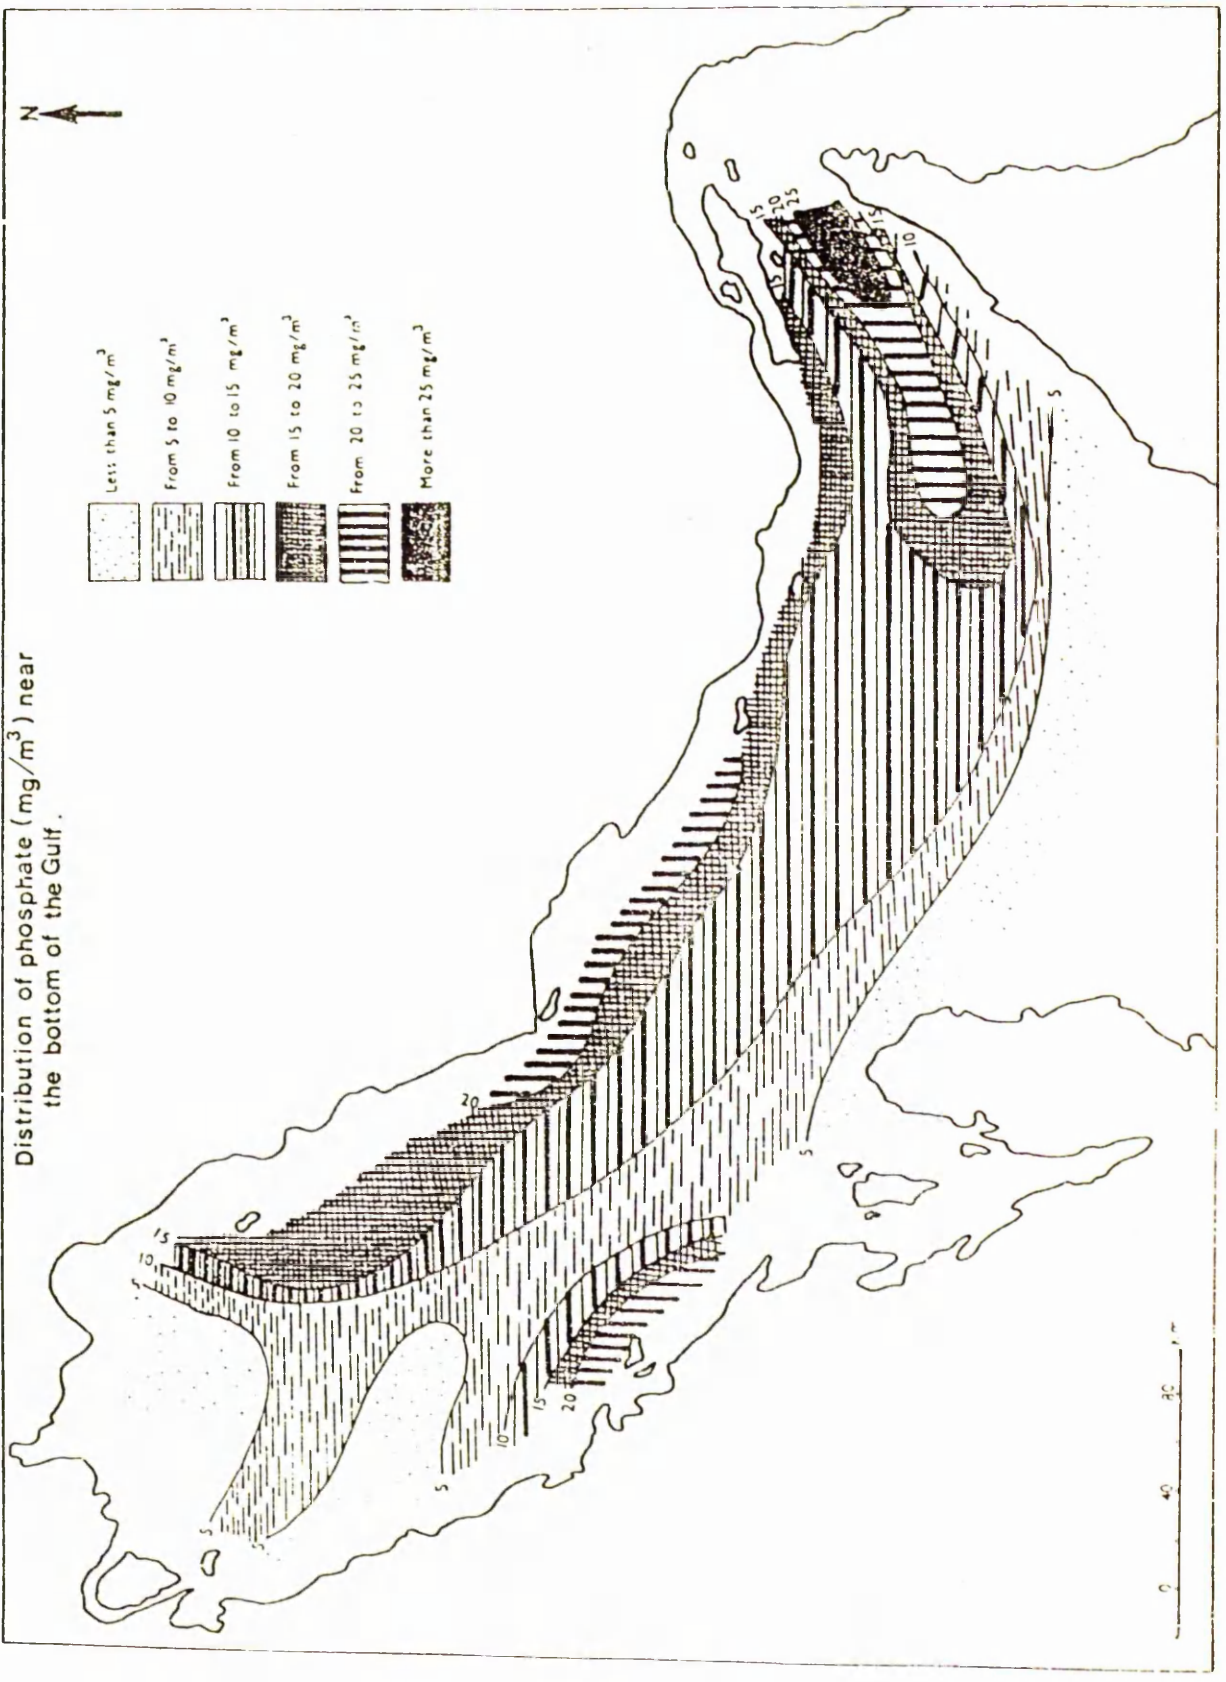 Distribution of phosphate (mg/m³) near
the bottom of the Gulf.
N
Less than 5 mg/m³
From 5 to 10 mg/m³
From 10 to 15 mg/m³
From 15 to 20 mg/m³
From 20 to 25 mg/m³
More than 25 mg/m³
15
20
25
15
15
10
5
20
15
10
5
5
5
5
5
10
15
20
0 40 80